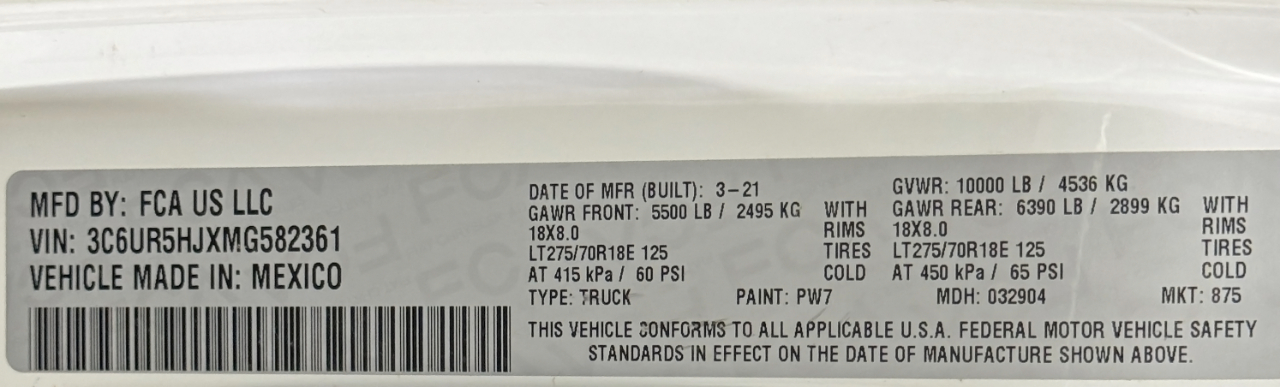 MFD BY: FCA US LLC
VIN: 3C6UR5HJXMG582361
VEHICLE MADE IN: MEXICO
DATE OF MFR (BUILT): 3-21
GAWR FRONT: 5500 LB / 2495 KG WITH
18X8.0 RIMS
LT275/70R18E 125 TIRES
AT 415 kPa / 60 PSI COLD
GVWR: 10000 LB / 4536 KG
GAWR REAR: 6390 LB / 2899 KG WITH
18X8.0 RIMS
LT275/70R18E 125 TIRES
AT 450 kPa / 65 PSI COLD
TYPE: TRUCK PAINT: PW7 MDH: 032904 MKT: 875
THIS VEHICLE CONFORMS TO ALL APPLICABLE U.S.A. FEDERAL MOTOR VEHICLE SAFETY
STANDARDS IN EFFECT ON THE DATE OF MANUFACTURE SHOWN ABOVE.